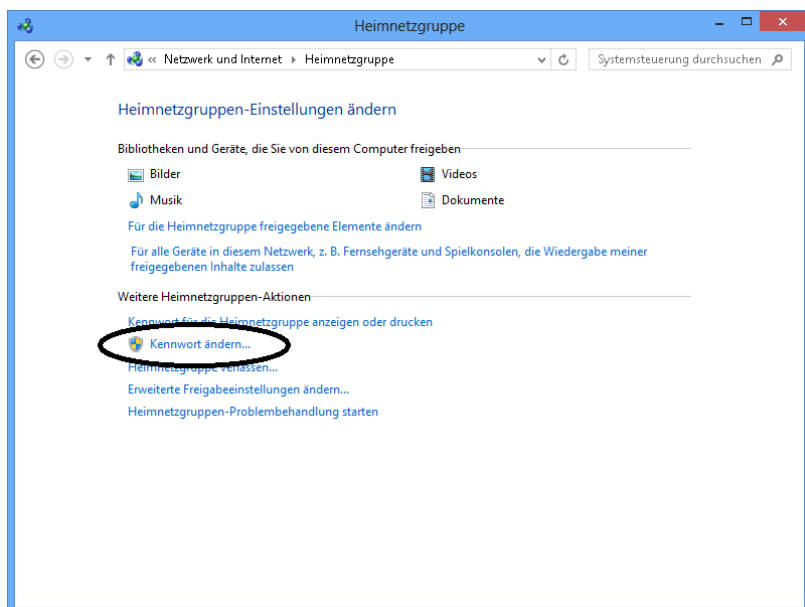 Heimnetzgruppe
« Netzwerk und Internet Heimnetzgruppe Systemsteuerung durchsuchen
Heimnetzgruppen-Einstellungen ändern
Bibliotheken und Geräte, die Sie von diesem Computer freigeben
Bilder Videos
Musik Dokumente
Für die Heimnetzgruppe freigegebene Elemente ändern
Für alle Geräte in diesem Netzwerk, z. B. Fernsehgeräte und Spielkonsolen, die Wiedergabe meiner
freigegebenen Inhalte zulassen
Weitere Heimnetzgruppen-Aktionen
Kennwort für die Heimnetzgruppe anzeigen oder drucken
Kennwort ändern...
Heimnetzgruppe verlassen...
Erweiterte Freigabeeinstellungen ändern...
Heimnetzgruppen-Problembehandlung starten